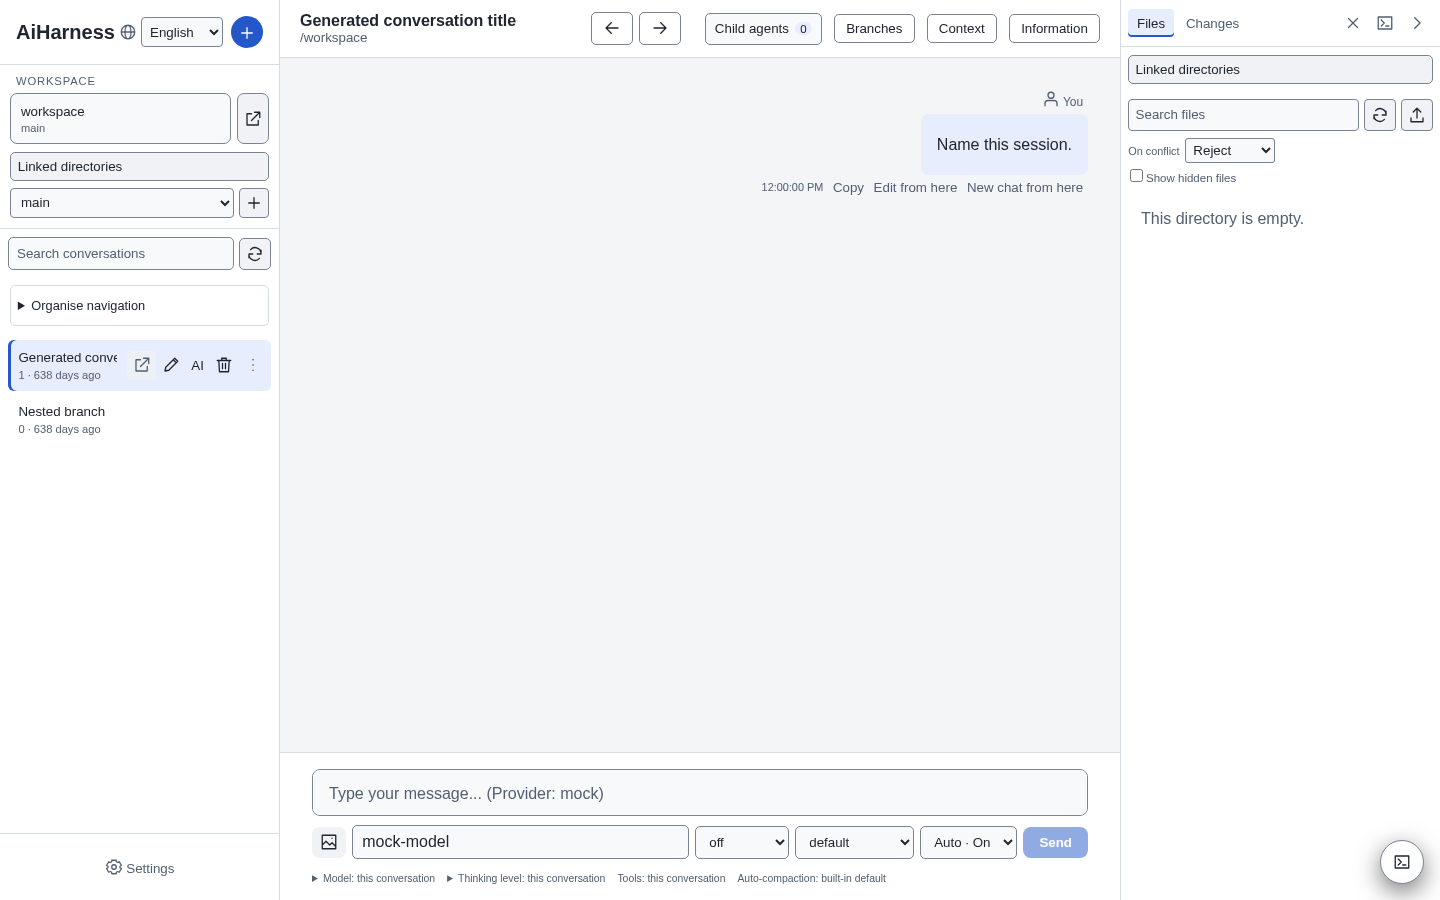 AiHarness
English
WORKSPACE
workspace
main
Linked directories
main
Search conversations
Organise navigation
Generated conve
1 · 638 days ago
AI
Nested branch
0 · 638 days ago
Settings
Generated conversation title
/workspace
Child agents 0
Branches
Context
Information
You
Name this session.
12:00:00 PM Copy Edit from here New chat from here
Type your message... (Provider: mock)
mock-model
off
default
Auto · On
Send
Model: this conversation Thinking level: this conversation Tools: this conversation Auto-compaction: built-in default
Files Changes
Linked directories
Search files
On conflict Reject
Show hidden files
This directory is empty.